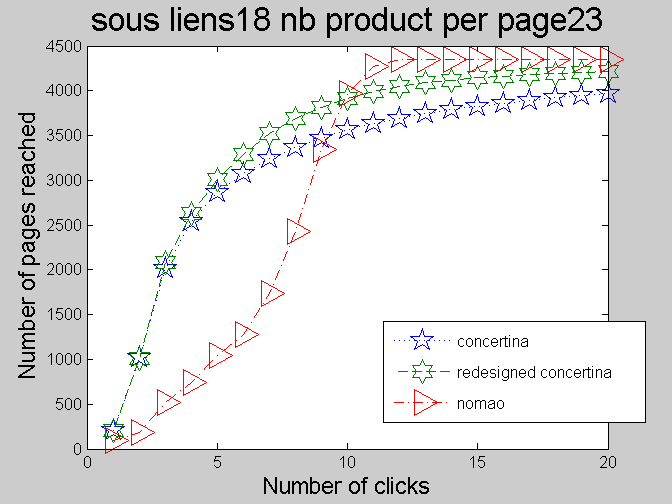 sous liens18 nb product per page23
Number of pages reached
4500
4000
3500
3000
2500
2000
1500
1000
500
0
0 5 10 15 20
Number of clicks
concertina
redesigned concertina
nomao